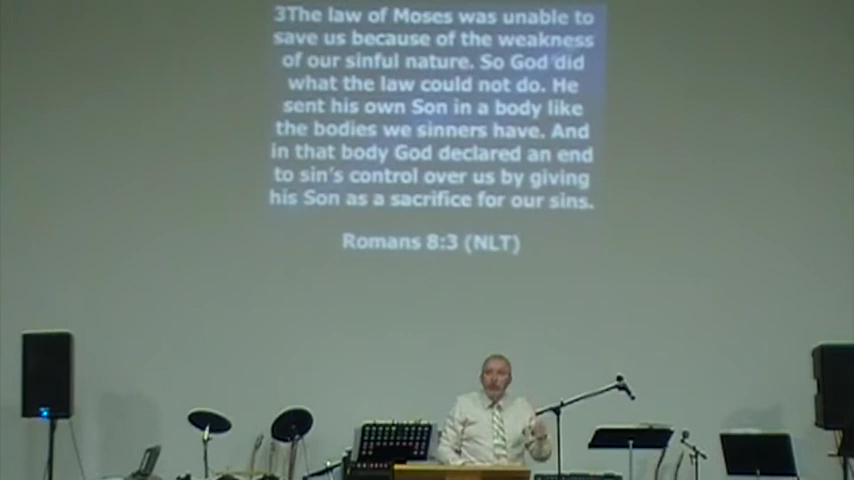 3The law of Moses was unable to
save us because of the weakness
of our sinful nature. So God did
what the law could not do. He
sent his own Son in a body like
the bodies we sinners have. And
in that body God declared an end
to sin's control over us by giving
his Son as a sacrifice for our sins.
Romans 8:3 (NLT)